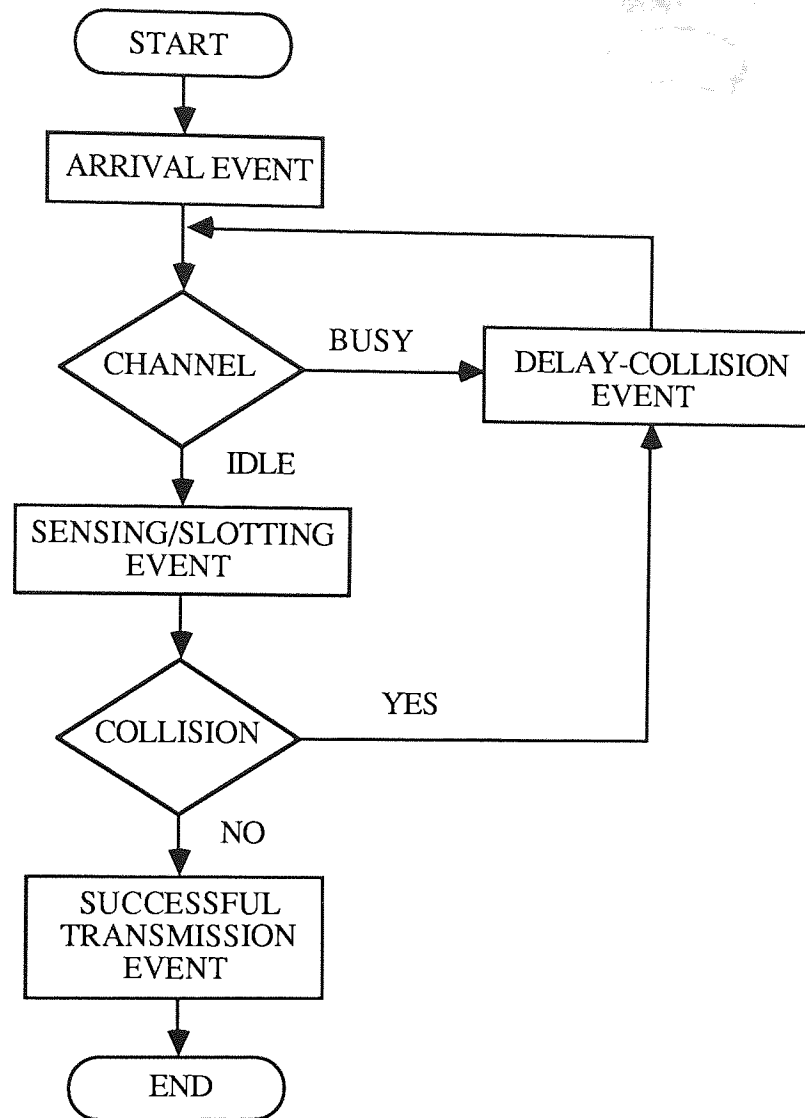 START
ARRIVAL EVENT
CHANNEL
BUSY
DELAY-COLLISION
EVENT
IDLE
SENSING/SLOTTING
EVENT
COLLISION
YES
NO
SUCCESSFUL
TRANSMISSION
EVENT
END